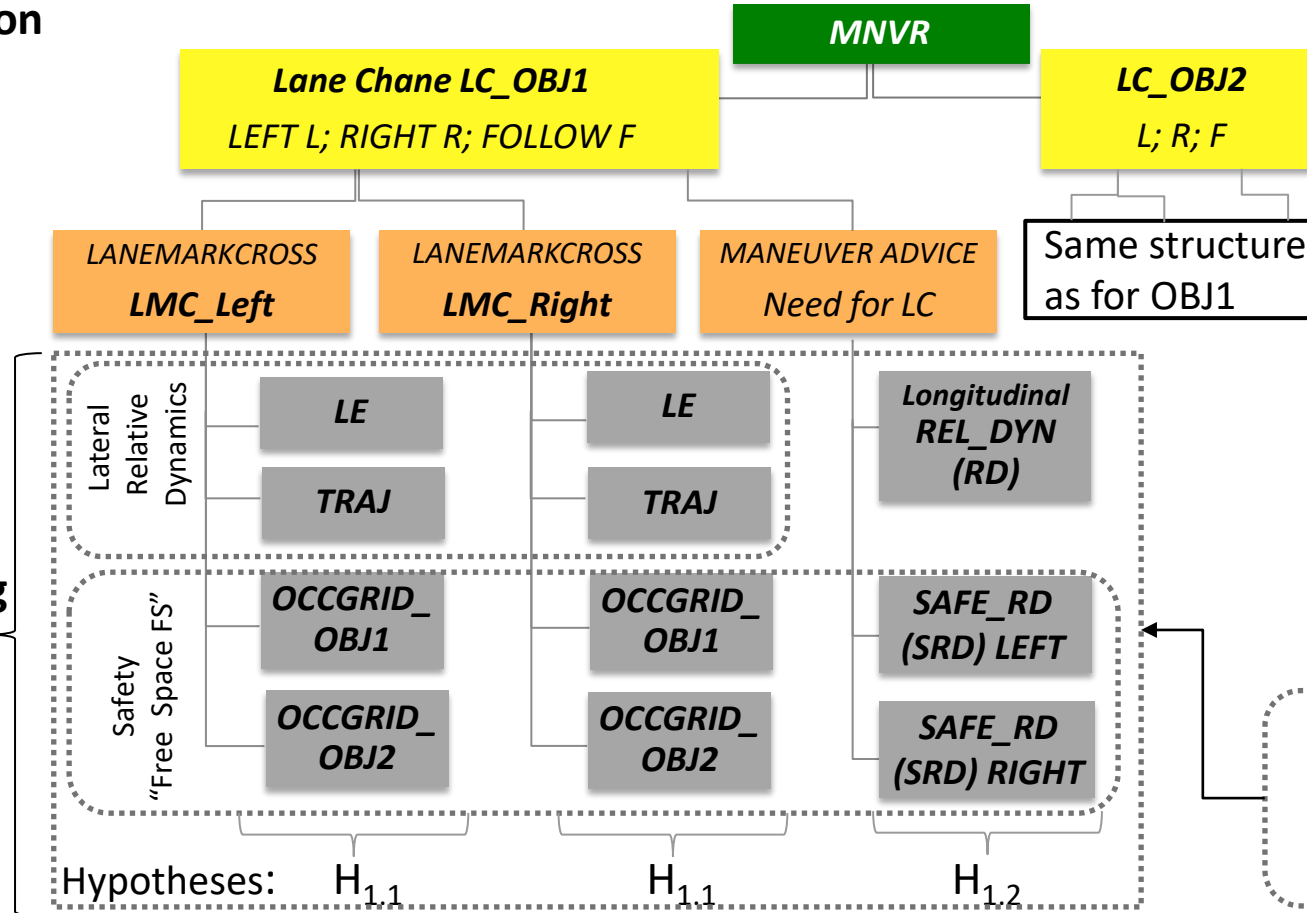 on
MNVR
Lane Chane LC_OBJ1
LEFT L; RIGHT R; FOLLOW F
LC_OBJ2
L; R; F
LANEMARKCROSS
LMC_Left
LANEMARKCROSS
LMC_Right
MANEUVER ADVICE
Need for LC
Same structure
as for OBJ1
Lateral
Relative
Dynamics
LE
TRAJ
LE
TRAJ
Longitudinal
REL_DYN
(RD)
g
Safety
“Free Space FS”
OCCGRID_
OBJ1
OCCGRID_
OBJ2
OCCGRID_
OBJ1
OCCGRID_
OBJ2
SAFE_RD
(SRD) LEFT
SAFE_RD
(SRD) RIGHT
Hypotheses: H1.1 H1.1 H1.2